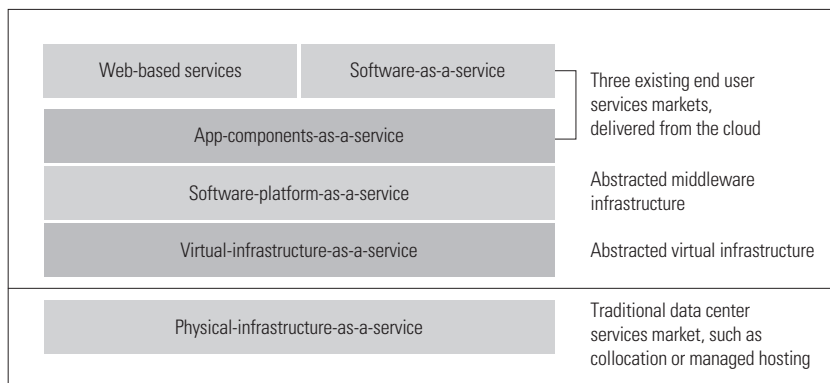 Web-based services
Software-as-a-service
Three existing end user
services markets,
delivered from the cloud
App-components-as-a-service
Software-platform-as-a-service
Abstracted middleware
infrastructure
Virtual-infrastructure-as-a-service
Abstracted virtual infrastructure
Physical-infrastructure-as-a-service
Traditional data center
services market, such as
collocation or managed hosting